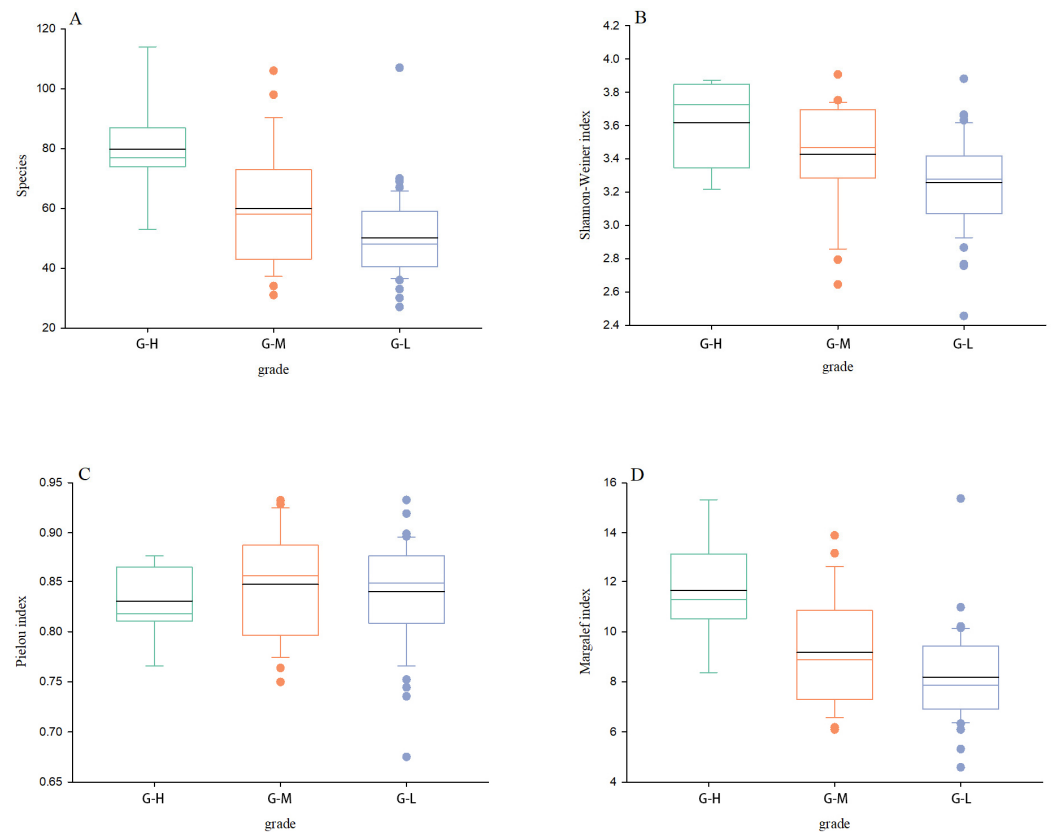 A
120
100
80
60
40
20
Species
G-H G-M G-L
grade
B
4.2
4.0
3.8
3.6
3.4
3.2
3.0
2.8
2.6
2.4
Shannon-Weiner index
G-H G-M G-L
grade
C
0.95
0.90
0.85
0.80
0.75
0.70
0.65
Pielou index
G-H G-M G-L
grade
D
16
14
12
10
8
6
4
Margalef index
G-H G-M G-L
grade